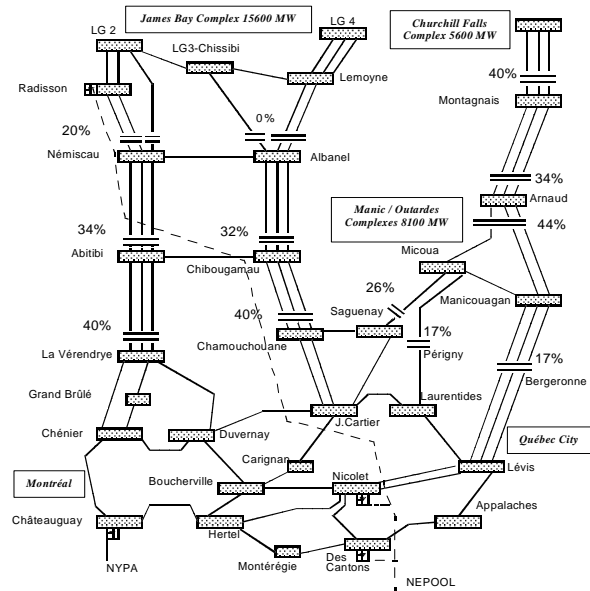 James Bay Complex 15600 MW
Churchill Falls
Complex 5600 MW
LG 2
LG3-Chissibi
LG 4
Radisson
Lemoyne
40%
Montagnais
0%
20%
Némiscau
Albanel
34%
Arnaud
Manic / Outardes
Complexes 8100 MW
44%
34%
32%
Abitibi
Chibougamau
Micoua
26%
Manicouagan
40%
40%
Saguenay
Chamouchouane
17%
Périgny
17%
Bergeronne
La Vérendrye
Grand Brûlé
Laurentides
J.Cartier
Chénier
Duvernay
Québec City
Carignan
Nicolet
Lévis
Montréal
Boucherville
Appalaches
Châteauguay
Hertel
Montérégie
Des
Cantons
NYPA
NEPOOL